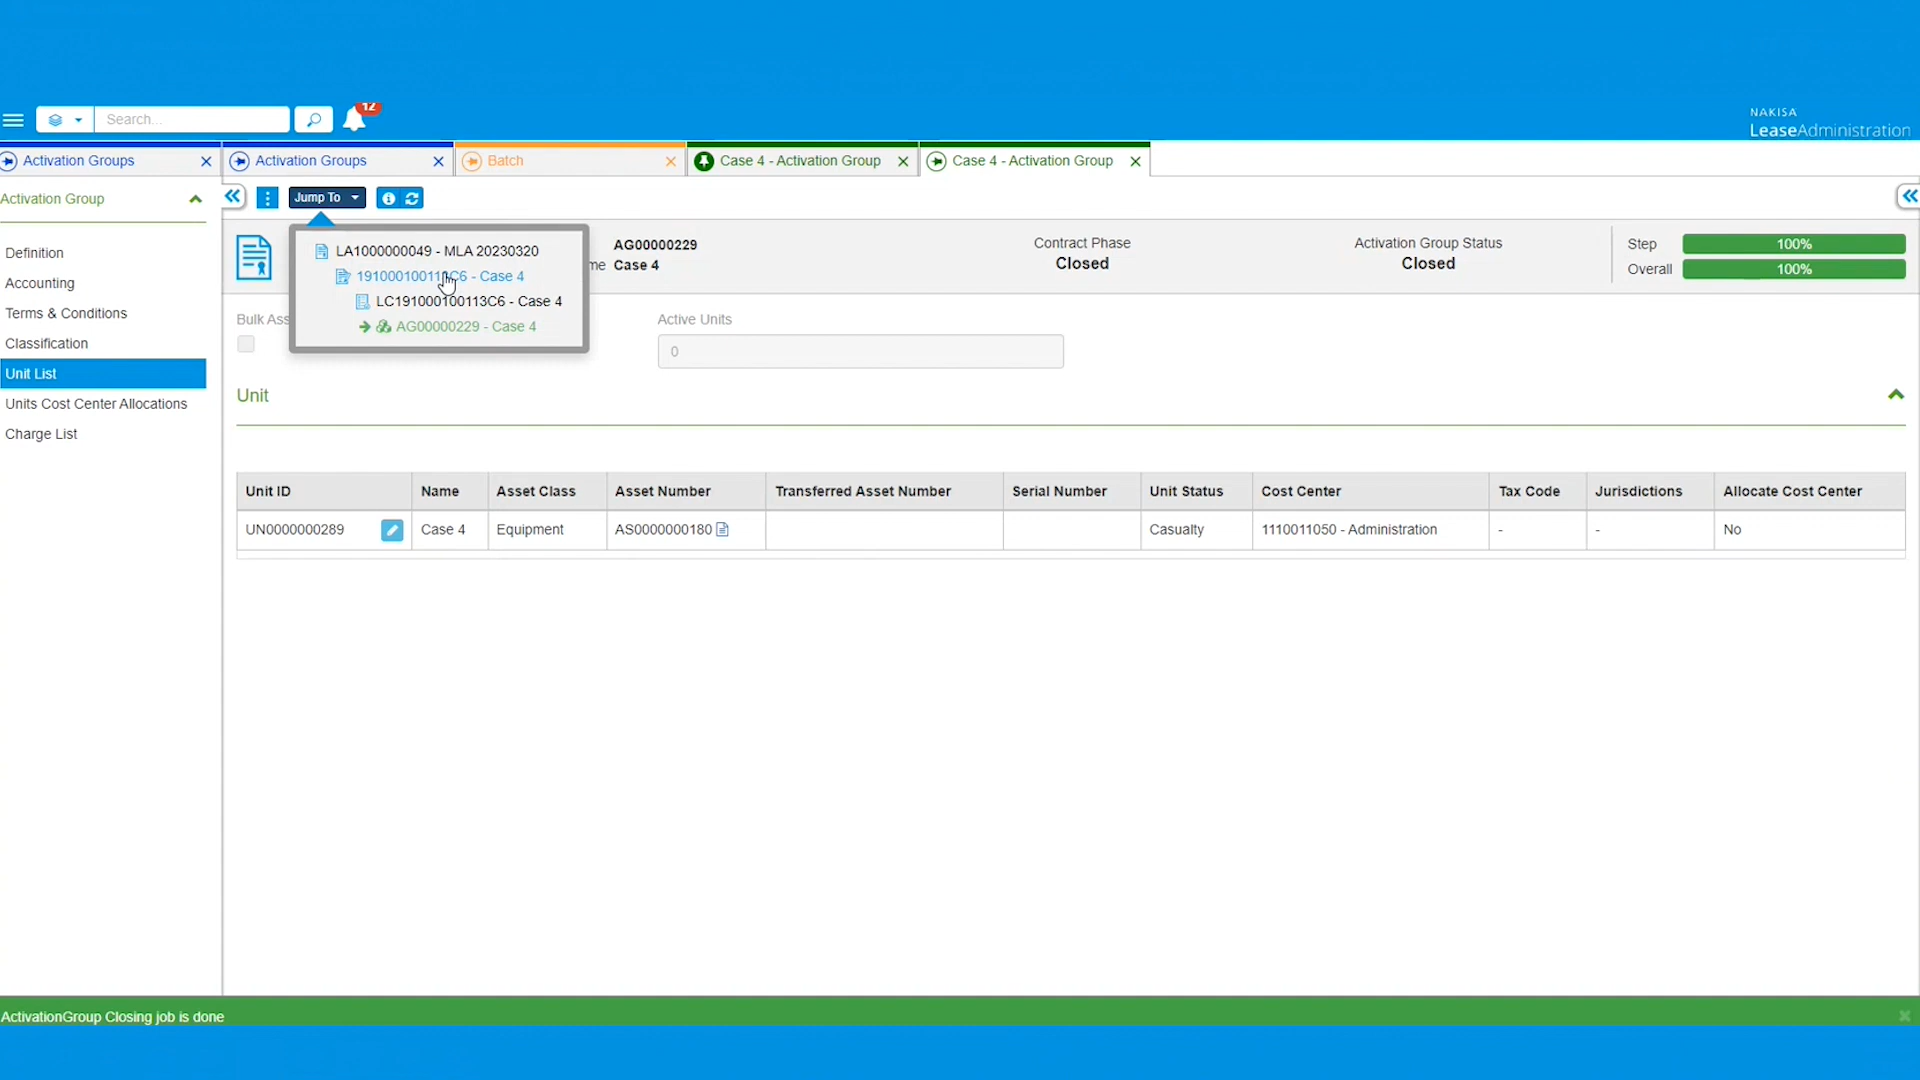 Search...
12
NAKISA
LeaseAdministration
Activation Groups
Activation Groups
Batch
Case 4 - Activation Group
Case 4 - Activation Group
Activation Group
Jump To
Definition
Accounting
Terms & Conditions
Classification
Unit List
Units Cost Center Allocations
Charge List
LA1000000049 - MLA 20230320
191000100113C6 - Case 4
LC191000100113C6 - Case 4
AG00000229 - Case 4
AG00000229
me Case 4
Contract Phase
Closed
Activation Group Status
Closed
Step 100%
Overall 100%
Bulk Ass
Active Units
0
Unit
Unit ID Name Asset Class Asset Number Transferred Asset Number Serial Number Unit Status Cost Center Tax Code Jurisdictions Allocate Cost Center
UN0000000289 Case 4 Equipment AS0000000180 Casualty 1110011050 - Administration - - No
ActivationGroup Closing job is done